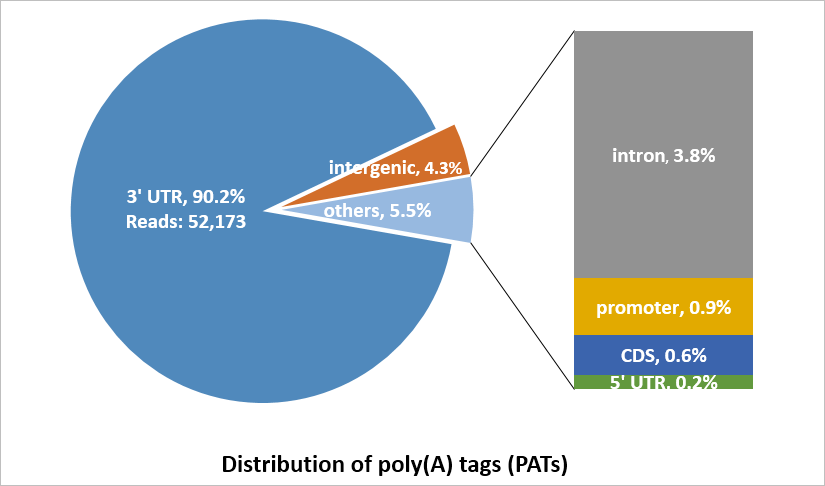 3' UTR, 90.2%
Reads: 52,173
intergenic, 4.3%
others, 5.5%
intron, 3.8%
promoter, 0.9%
CDS, 0.6%
5' UTR, 0.2%
Distribution of poly(A) tags (PATs)